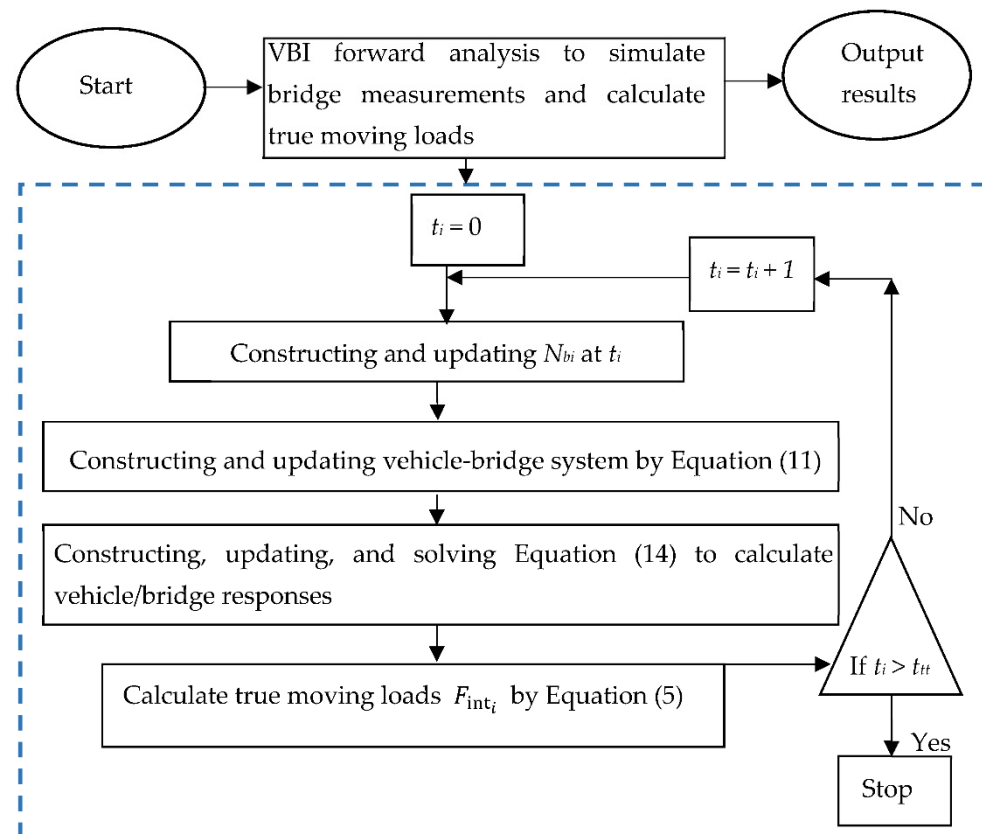 Start
VBI forward analysis to simulate
bridge measurements and calculate
true moving loads
Output
results
tᵢ = 0
tᵢ = tᵢ + 1
Constructing and updating N_bi at tᵢ
Constructing and updating vehicle-bridge system by Equation (11)
Constructing, updating, and solving Equation (14) to calculate
vehicle/bridge responses
Calculate true moving loads F_intᵢ by Equation (5)
No
If tᵢ > t_tt
Yes
Stop